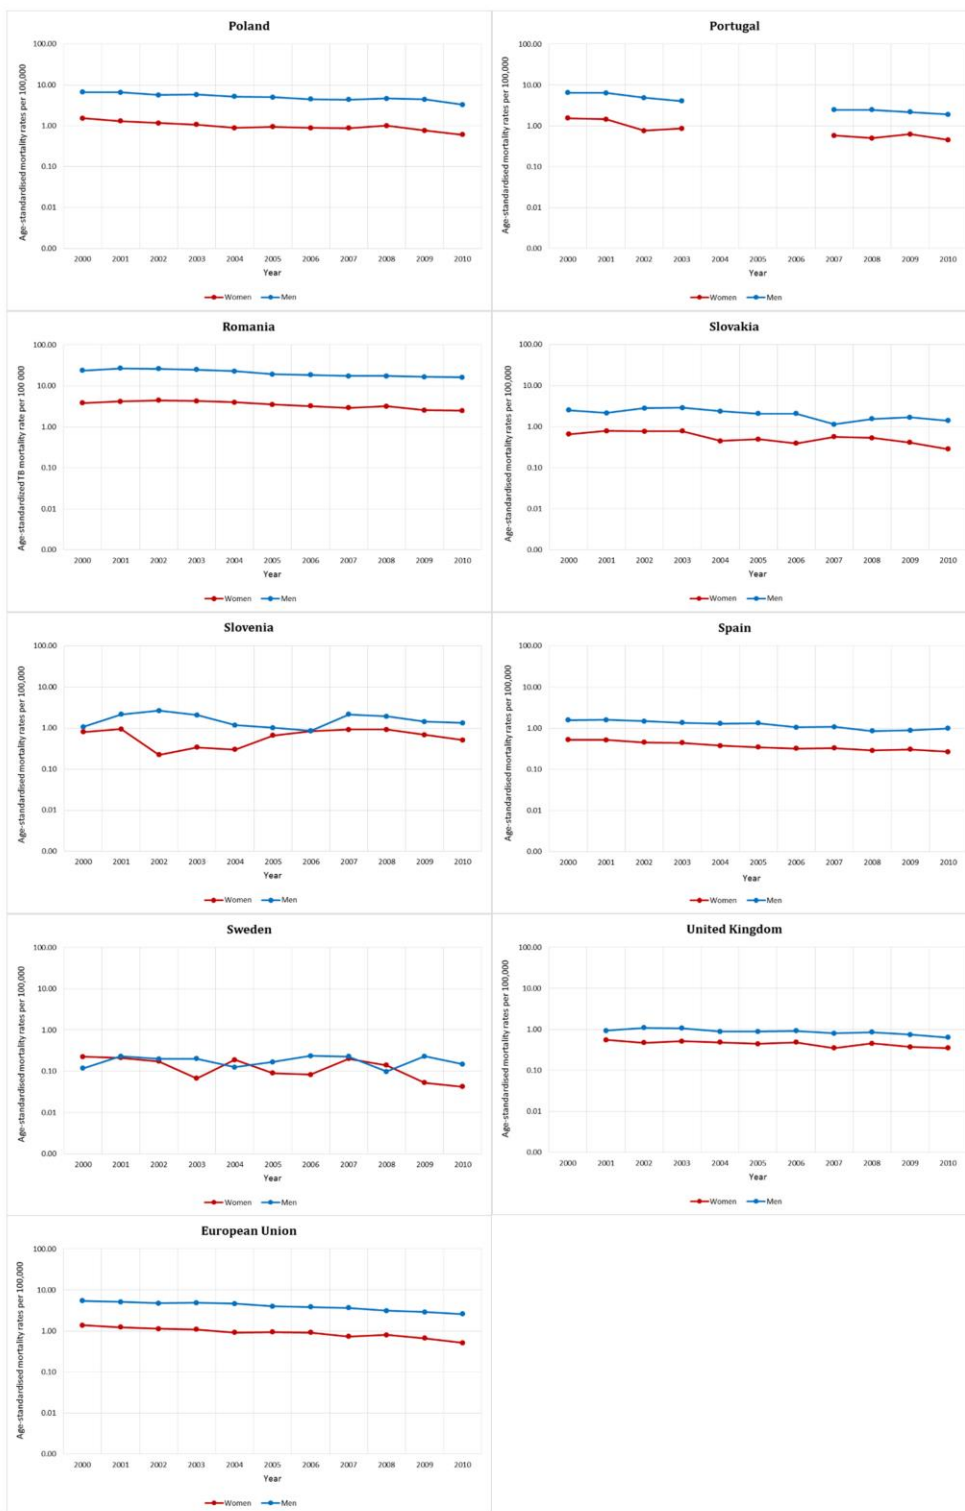 Poland
Age-standardised mortality rates per 100,000
100.00
10.00
1.00
0.10
0.01
0.00
2000 2001 2002 2003 2004 2005 2006 2007 2008 2009 2010
Year
Women Men
Portugal
Age-standardised mortality rates per 100,000
100.00
10.00
1.00
0.10
0.01
0.00
2000 2001 2002 2003 2004 2005 2006 2007 2008 2009 2010
Year
Women Men
Romania
Age-standardized TB mortality rate per 100 000
100.00
10.00
1.00
0.10
0.01
0.00
2000 2001 2002 2003 2004 2005 2006 2007 2008 2009 2010
Year
Women Men
Slovakia
Age-standardised mortality rates per 100,000
100.00
10.00
1.00
0.10
0.01
0.00
2000 2001 2002 2003 2004 2005 2006 2007 2008 2009 2010
Year
Women Men
Slovenia
Age-standardised mortality rates per 100,000
100.00
10.00
1.00
0.10
0.01
0.00
2000 2001 2002 2003 2004 2005 2006 2007 2008 2009 2010
Year
Women Men
Spain
Age-standardised mortality rates per 100,000
100.00
10.00
1.00
0.10
0.01
0.00
2000 2001 2002 2003 2004 2005 2006 2007 2008 2009 2010
Year
Women Men
Sweden
Age-standardised mortality rates per 100,000
100.00
10.00
1.00
0.10
0.01
0.00
2000 2001 2002 2003 2004 2005 2006 2007 2008 2009 2010
Year
Women Men
United Kingdom
Age-standardised mortality rates per 100,000
100.00
10.00
1.00
0.10
0.01
0.00
2000 2001 2002 2003 2004 2005 2006 2007 2008 2009 2010
Year
Women Men
European Union
Age-standardised mortality rates per 100,000
100.00
10.00
1.00
0.10
0.01
0.00
2000 2001 2002 2003 2004 2005 2006 2007 2008 2009 2010
Year
Women Men